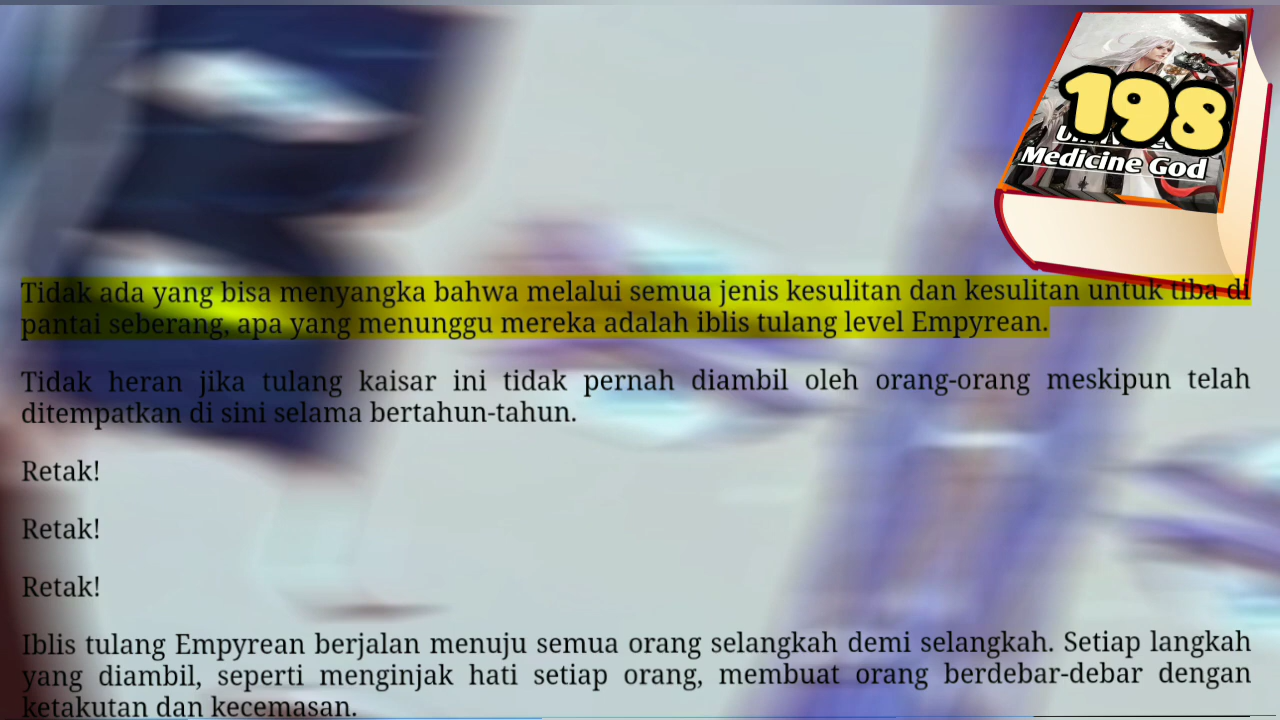 198
Medicine God
Tidak ada yang bisa menyangka bahwa melalui semua jenis kesulitan dan kesulitan untuk tiba di
pantai seberang, apa yang menunggu mereka adalah iblis tulang level Empyrean.
Tidak heran jika tulang kaisar ini tidak pernah diambil oleh orang-orang meskipun telah
ditempatkan di sini selama bertahun-tahun.
Retak!
Retak!
Retak!
Iblis tulang Empyrean berjalan menuju semua orang selangkah demi selangkah. Setiap langkah
yang diambil, seperti menginjak hati setiap orang, membuat orang berdebar-debar dengan
ketakutan dan kecemasan.